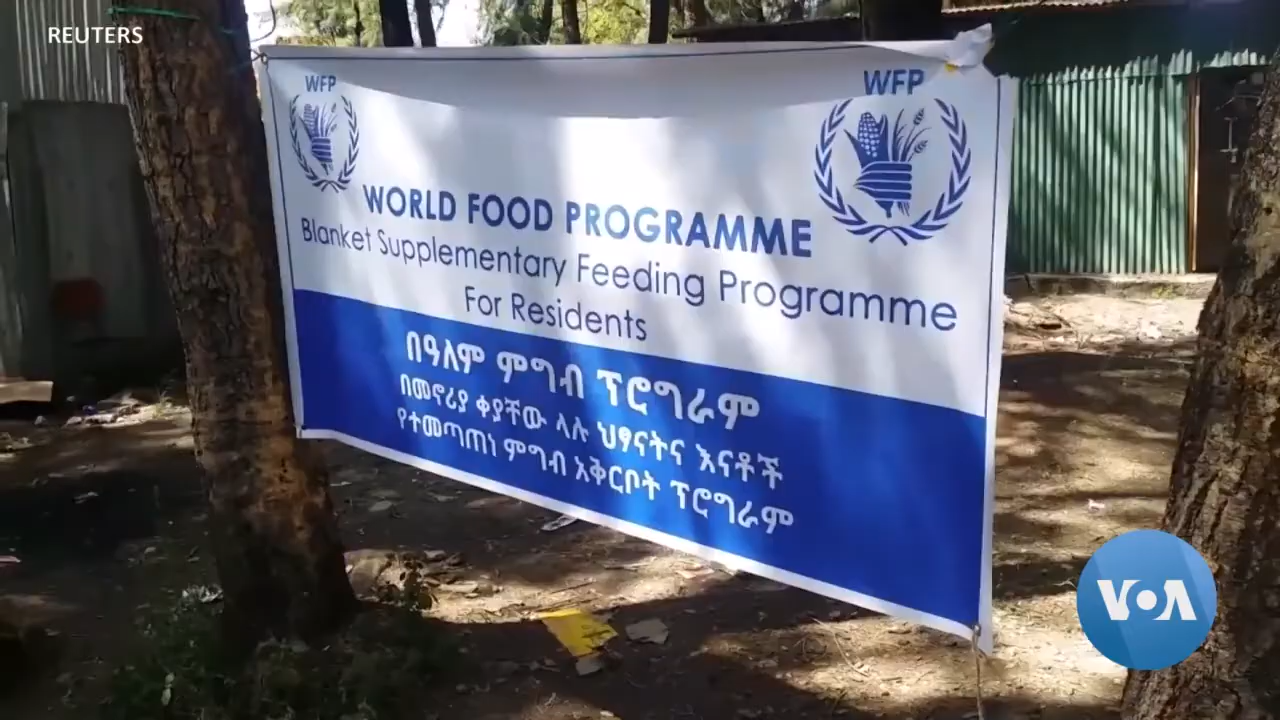 REUTERS
WFP
WFP
WORLD FOOD PROGRAMME
Blanket Supplementary Feeding Programme
For Residents
በዓለም ምግብ ፕሮግራም
በመኖሪያ ቀያቸው ላሉ ህፃናትና እናቶች
የተመጣጠነ ምግብ አቅርቦት ፕሮግራም
VOA